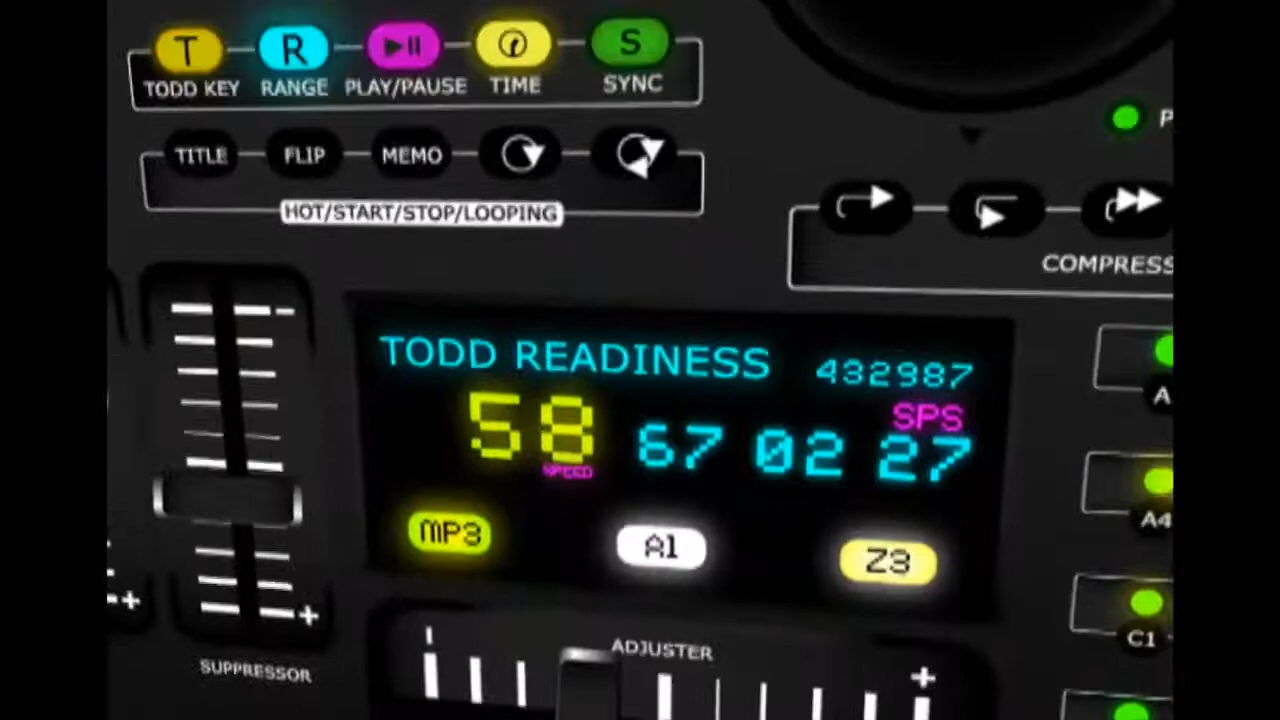 T R S
TODD KEY RANGE PLAY/PAUSE TIME SYNC
TITLE FLIP MEMO
HOT/START/STOP/LOOPING
P
COMPRESS
TODD READINESS 432987
SPS
58 67 02 27
SPEED
MP3 A1 Z3
A
A4
C1
- +
+
SUPPRESSOR
ADJUSTER
+